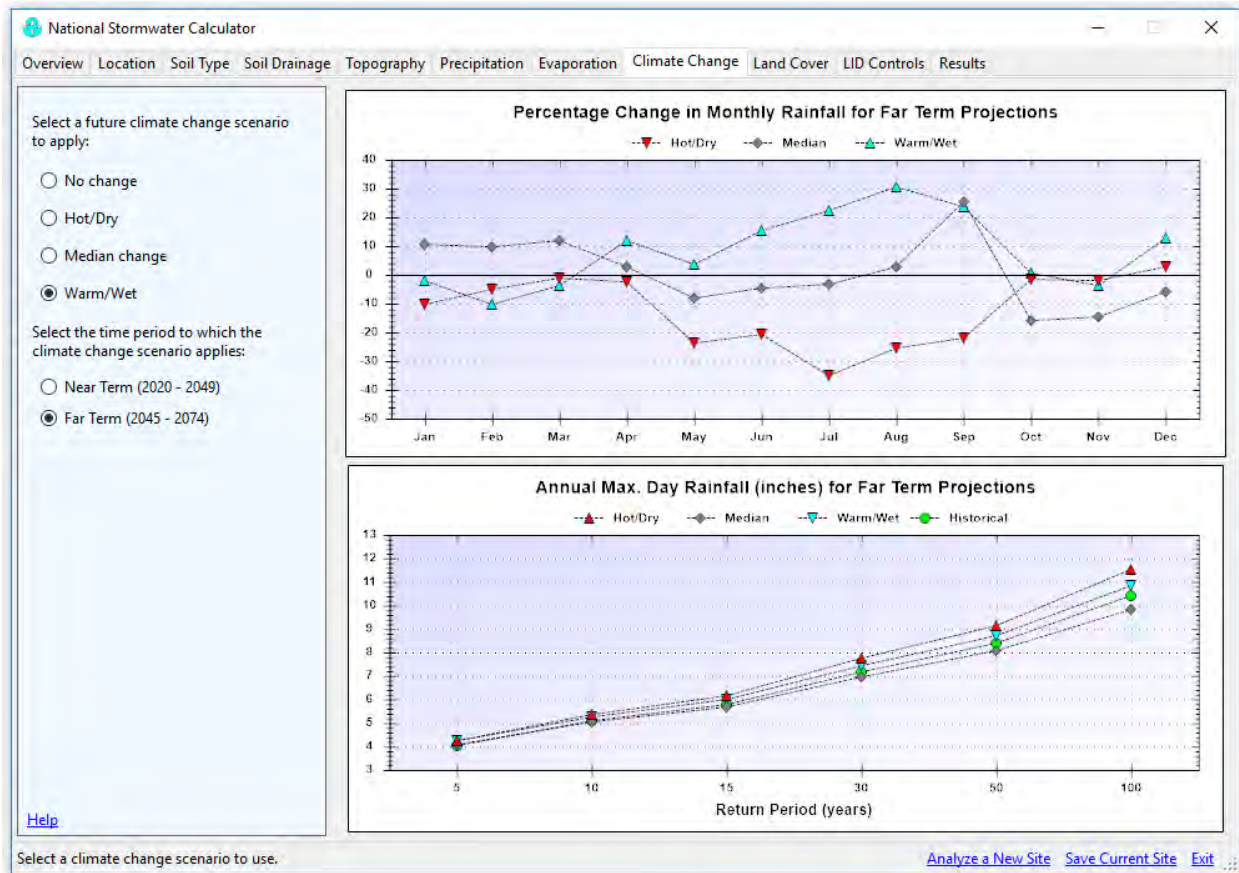 National Stormwater Calculator
Overview Location Soil Type Soil Drainage Topography Precipitation Evaporation Climate Change Land Cover LID Controls Results
Select a future climate change scenario
to apply:
No change
Hot/Dry
Median change
Warm/Wet
Select the time period to which the
climate change scenario applies:
Near Term (2020 - 2049)
Far Term (2045 - 2074)
Help
Percentage Change in Monthly Rainfall for Far Term Projections
Hot/Dry Median Warm/Wet
40
30
20
10
0
-10
-20
-30
-40
-50
Jan Feb Mar Apr May Jun Jul Aug Sep Oct Nov Dec
Annual Max. Day Rainfall (inches) for Far Term Projections
Hot/Dry Median Warm/Wet Historical
13
12
11
10
9
8
7
6
5
4
3
5 10 15 30 50 100
Return Period (years)
Select a climate change scenario to use.
Analyze a New Site Save Current Site Exit